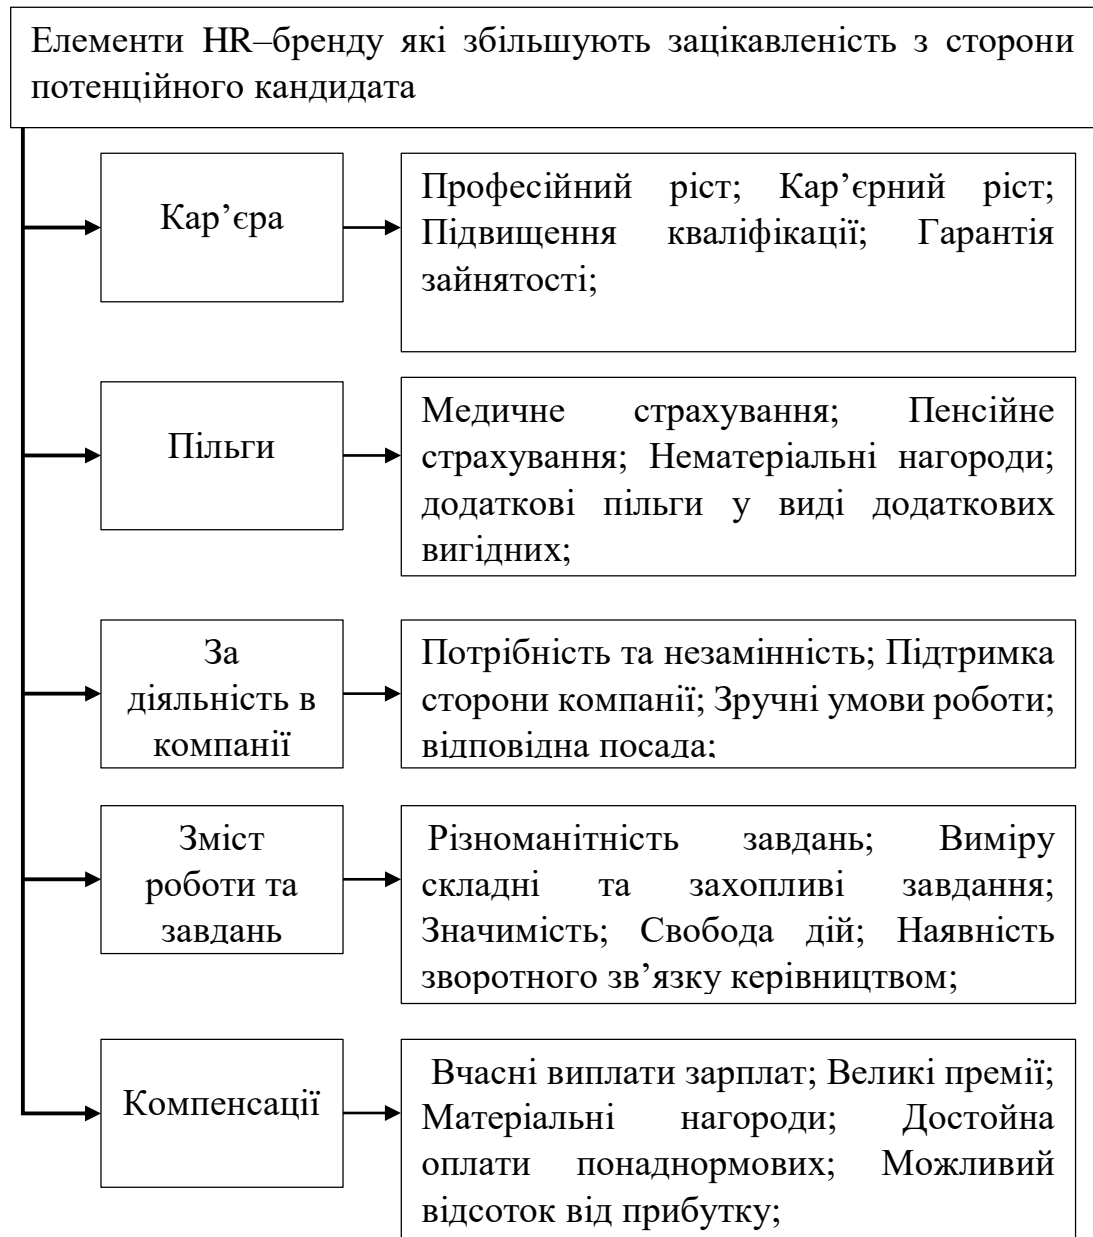 Елементи HR–бренду які збільшують зацікавленість з сторони
потенційного кандидата
Кар’єра
Професійний ріст; Кар’єрний ріст;
Підвищення кваліфікації; Гарантія
зайнятості;
Пільги
Медичне страхування; Пенсійне
страхування; Нематеріальні нагороди;
додаткові пільги у виді додаткових
вигідних;
За
діяльність в
компанії
Потрібність та незамінність; Підтримка
сторони компанії; Зручні умови роботи;
відповідна посада;
Зміст
роботи та
завдань
Різноманітність завдань; Виміру
складні та захопливі завдання;
Значимість; Свобода дій; Наявність
зворотного зв’язку керівництвом;
Компенсації
Вчасні виплати зарплат; Великі премії;
Матеріальні нагороди; Достойна
оплати понаднормових; Можливий
відсоток від прибутку;